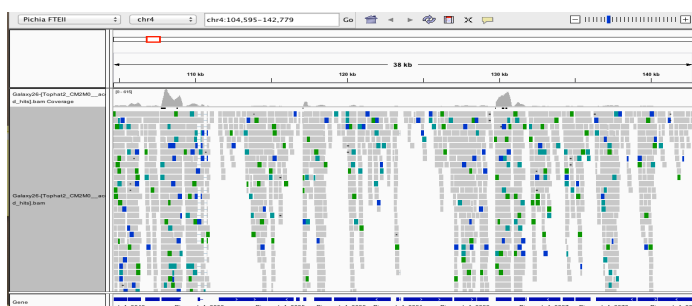 Pichia FTEII chr4 chr4:104,595-142,779 Go
38 kb
110 kb 120 kb 130 kb 140 kb
Galaxy26-[Tophat2_CM2M0__ac
d_hits].bam Coverage
Galaxy26-[Tophat2_CM2M0__ac
d_hits].bam
Gene